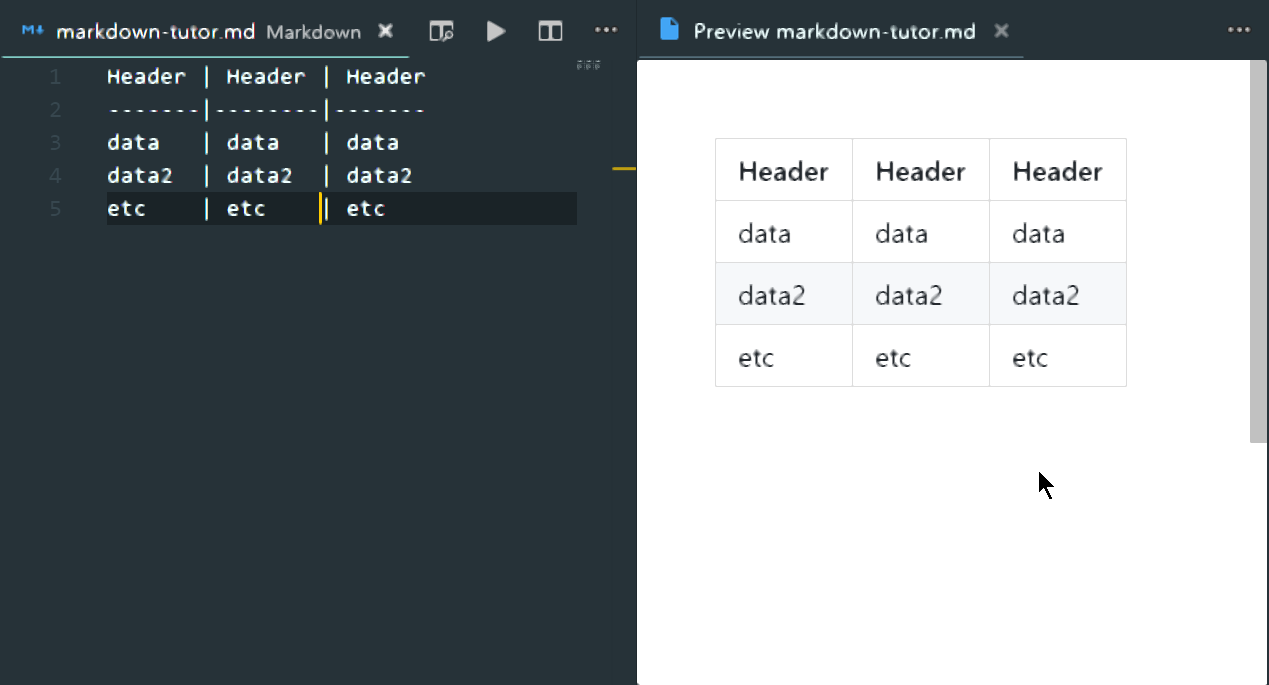 M↓ markdown-tutor.md Markdown
Preview markdown-tutor.md
1 Header | Header | Header
2 -------|--------|-------
3 data | data | data
4 data2 | data2 | data2
5 etc | etc | etc
Header Header Header
data data data
data2 data2 data2
etc etc etc